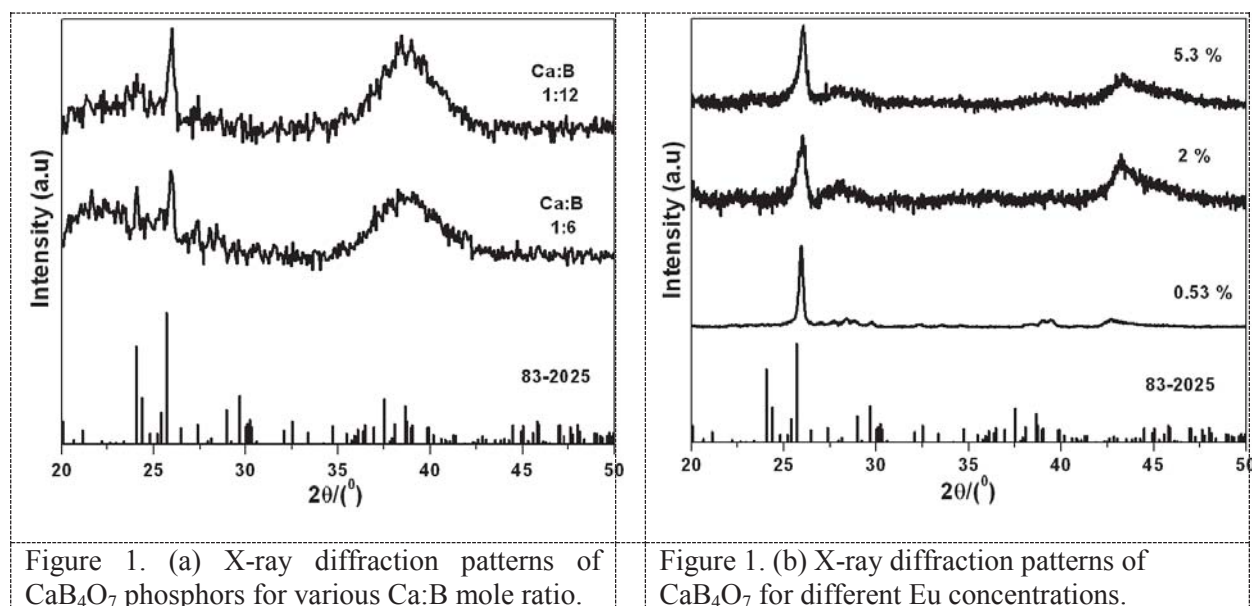 Intensity (a.u)
Ca:B
1:12
Ca:B
1:6
83-2025
20 25 30 35 40 45 50
2θ/(⁰)
Intensity (a.u)
5.3 %
2 %
0.53 %
83-2025
20 25 30 35 40 45 50
2θ/(⁰)
Figure 1. (a) X-ray diffraction patterns of
CaB₄O₇ phosphors for various Ca:B mole ratio.
Figure 1. (b) X-ray diffraction patterns of
CaB₄O₇ for different Eu concentrations.